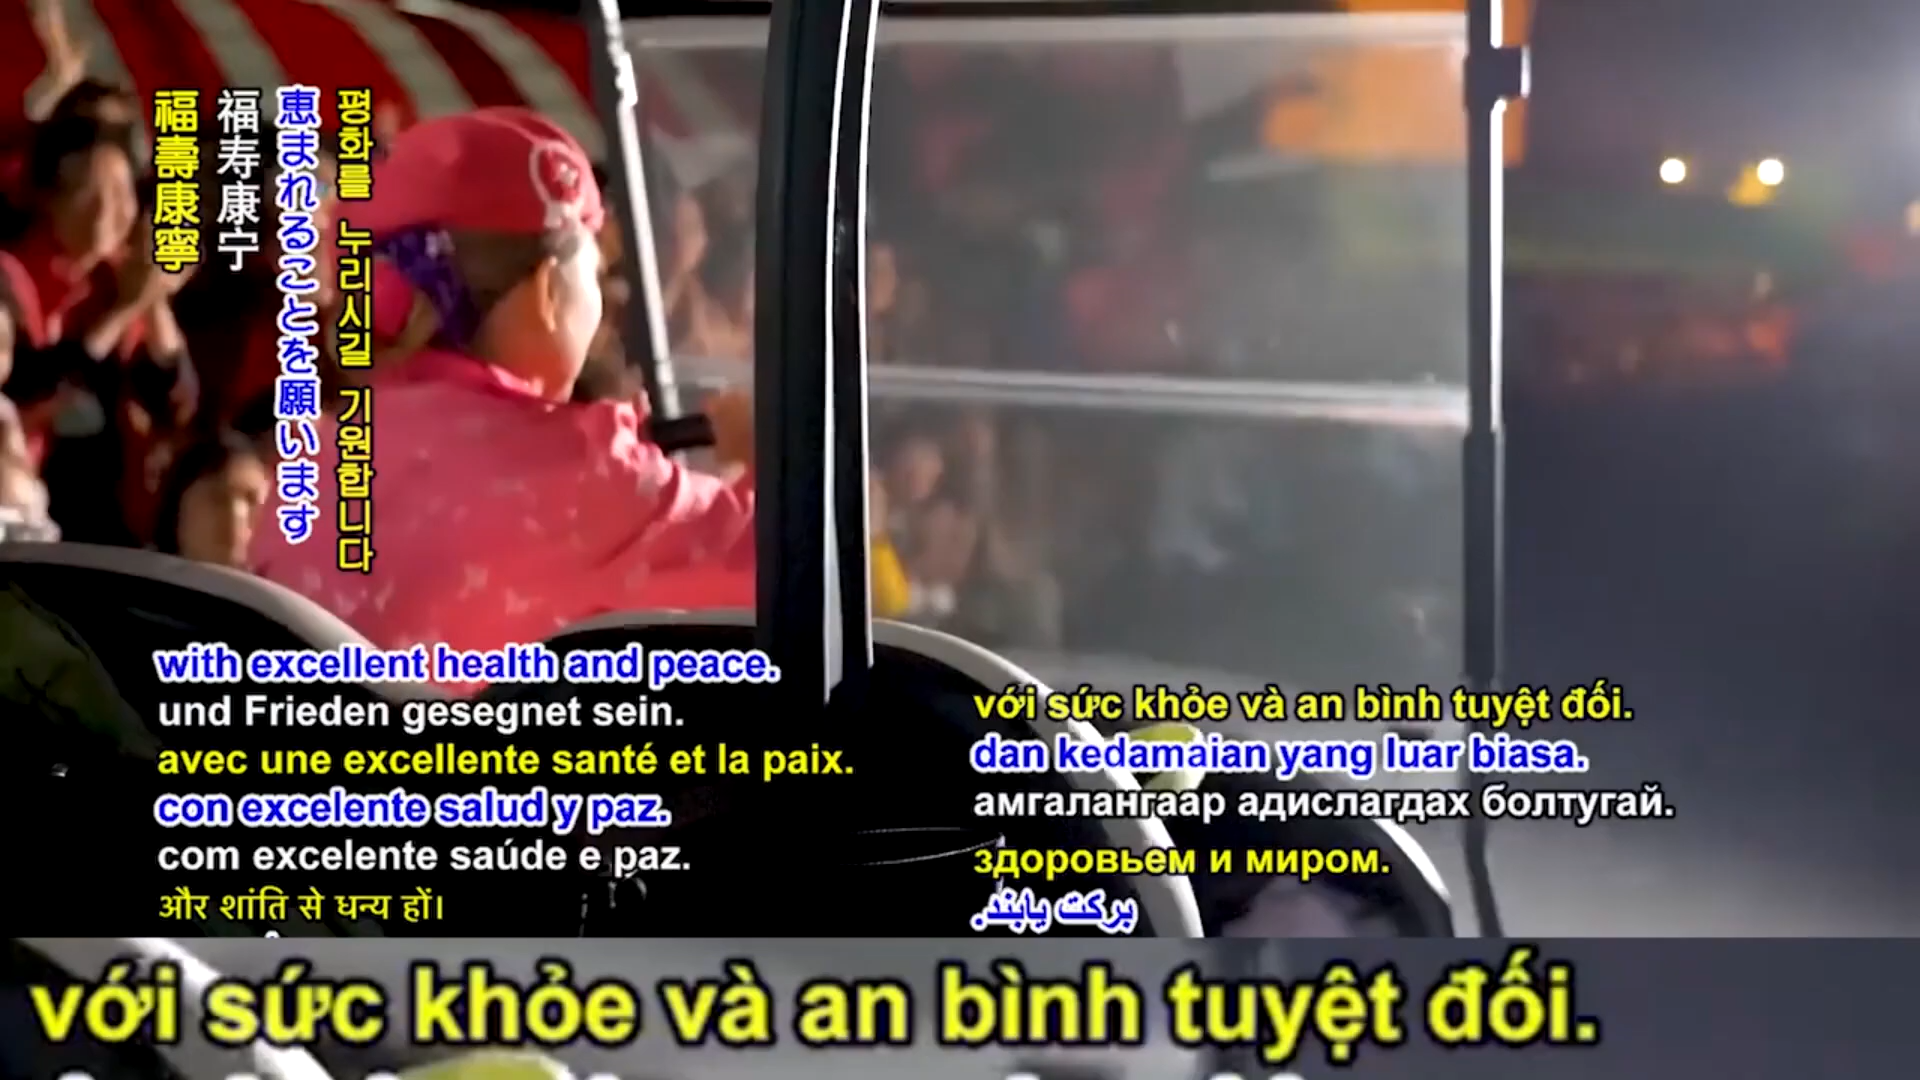 福壽康寧
福寿康宁
恵まれることを願います
평화를 누리시길 기원합니다
with excellent health and peace.
und Frieden gesegnet sein.
avec une excellente santé et la paix.
con excelente salud y paz.
com excelente saúde e paz.
और शांति से धन्य हों।
với sức khỏe và an bình tuyệt đối.
dan kedamaian yang luar biasa.
амгалангаар адислагдах болтугай.
здоровьем и миром.
برکت یابند.
với sức khỏe và an bình tuyệt đối.